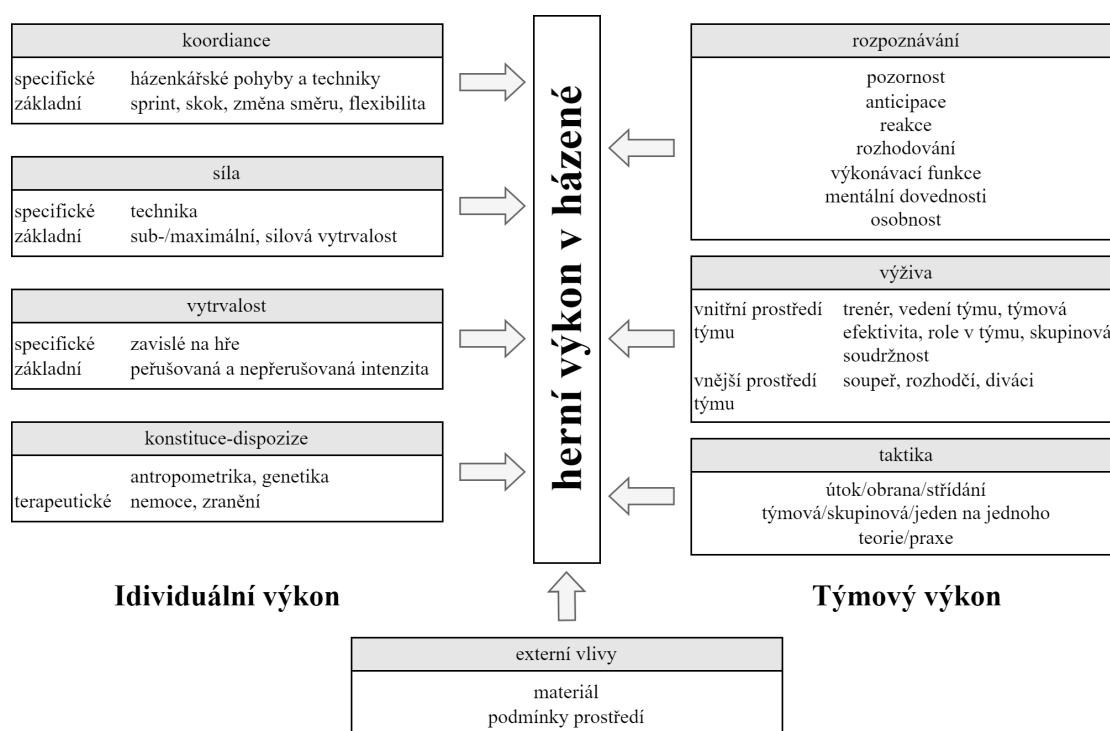 koordiance
specifické házenkářské pohyby a techniky
základní sprint, skok, změna směru, flexibilita
síla
specifické technika
základní sub-/maximální, silová vytrvalost
vytrvalost
specifické zavislé na hře
základní peřušovaná a nepřerušovaná intenzita
konstituce-dispozize
antropometrika, genetika
terapeutické nemoce, zranění
Idividuální výkon
herní výkon v házené
rozpoznávání
pozornost
anticipace
reakce
rozhodování
výkonávací funkce
mentální dovednosti
osobnost
výživa
vnitřní prostředí trenér, vedení týmu, týmová
týmu efektivita, role v týmu, skupinová
soudržnost
vnější prostředí soupeř, rozhodčí, diváci
týmu
taktika
útok/obrana/střídání
týmová/skupinová/jeden na jednoho
teorie/praxe
Týmový výkon
externí vlivy
materiál
podmínky prostředí